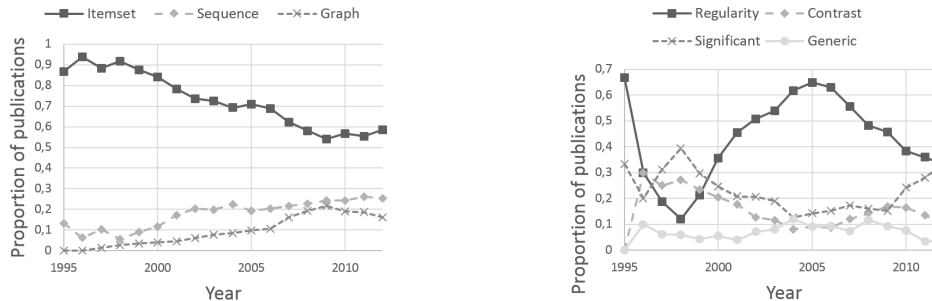 Itemset Sequence Graph
Proportion of publications
1
0,9
0,8
0,7
0,6
0,5
0,4
0,3
0,2
0,1
0
1995 2000 2005 2010
Year
Regularity Contrast
Significant Generic
Proportion of publications
0,7
0,6
0,5
0,4
0,3
0,2
0,1
0
1995 2000 2005 2010
Year